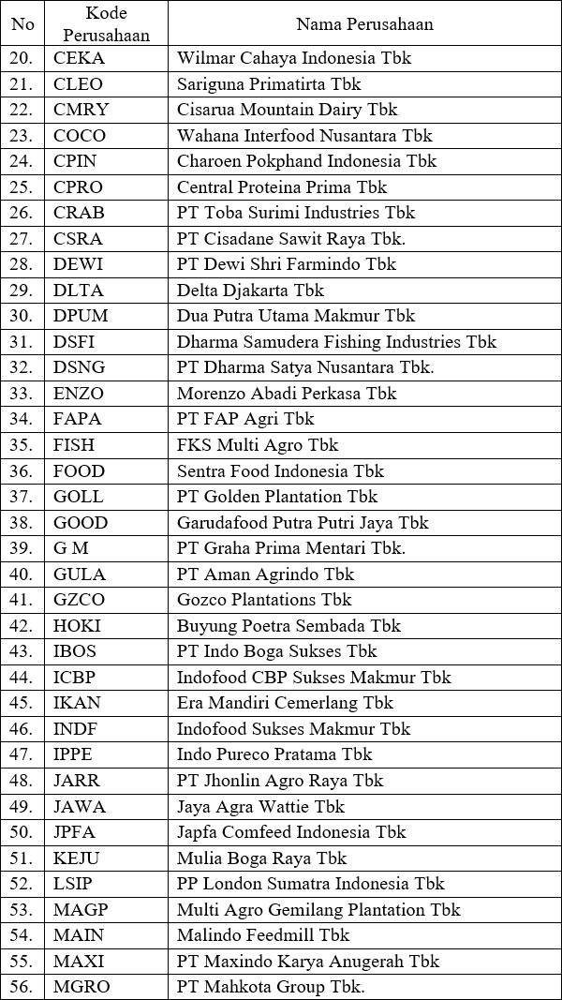 No Kode Perusahaan Nama Perusahaan
20. CEKA Wilmar Cahaya Indonesia Tbk
21. CLEO Sariguna Primatirta Tbk
22. CMRY Cisarua Mountain Dairy Tbk
23. COCO Wahana Interfood Nusantara Tbk
24. CPIN Charoen Pokphand Indonesia Tbk
25. CPRO Central Proteina Prima Tbk
26. CRAB PT Toba Surimi Industries Tbk
27. CSRA PT Cisadane Sawit Raya Tbk.
28. DEWI PT Dewi Shri Farmindo Tbk
29. DLTA Delta Djakarta Tbk
30. DPUM Dua Putra Utama Makmur Tbk
31. DSFI Dharma Samudera Fishing Industries Tbk
32. DSNG PT Dharma Satya Nusantara Tbk.
33. ENZO Morenzo Abadi Perkasa Tbk
34. FAPA PT FAP Agri Tbk
35. FISH FKS Multi Agro Tbk
36. FOOD Sentra Food Indonesia Tbk
37. GOLL PT Golden Plantation Tbk
38. GOOD Garudafood Putra Putri Jaya Tbk
39. G M PT Graha Prima Mentari Tbk.
40. GULA PT Aman Agrindo Tbk
41. GZCO Gozco Plantations Tbk
42. HOKI Buyung Poetra Sembada Tbk
43. IBOS PT Indo Boga Sukses Tbk
44. ICBP Indofood CBP Sukses Makmur Tbk
45. IKAN Era Mandiri Cemerlang Tbk
46. INDF Indofood Sukses Makmur Tbk
47. IPPE Indo Pureco Pratama Tbk
48. JARR PT Jhonlin Agro Raya Tbk
49. JAWA Jaya Agra Wattie Tbk
50. JPFA Japfa Comfeed Indonesia Tbk
51. KEJU Mulia Boga Raya Tbk
52. LSIP PP London Sumatra Indonesia Tbk
53. MAGP Multi Agro Gemilang Plantation Tbk
54. MAIN Malindo Feedmill Tbk
55. MAXI PT Maxindo Karya Anugerah Tbk
56. MGRO PT Mahkota Group Tbk.